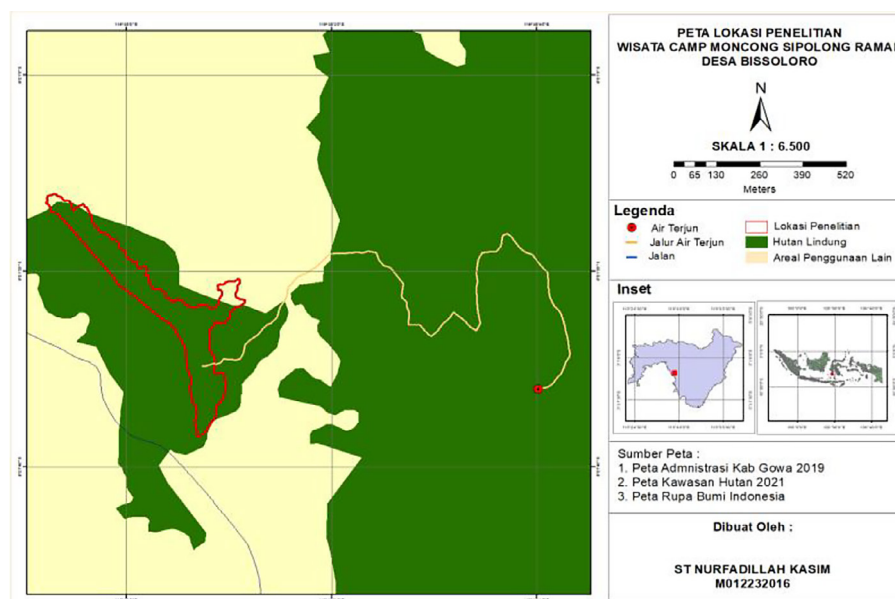 PETA LOKASI PENELITIAN
WISATA CAMP MONCONG SIPOLONG RAMA
DESA BISSOLORO
N
SKALA 1 : 6.500
0 65 130 260 390 520
Meters
Legenda
Air Terjun
Jalur Air Terjun
Jalan
Lokasi Penelitian
Hutan Lindung
Areal Penggunaan Lain
Inset
Sumber Peta :
1. Peta Admnistrasi Kab Gowa 2019
2. Peta Kawasan Hutan 2021
3. Peta Rupa Bumi Indonesia
Dibuat Oleh :
ST NURFADILLAH KASIM
M012232016